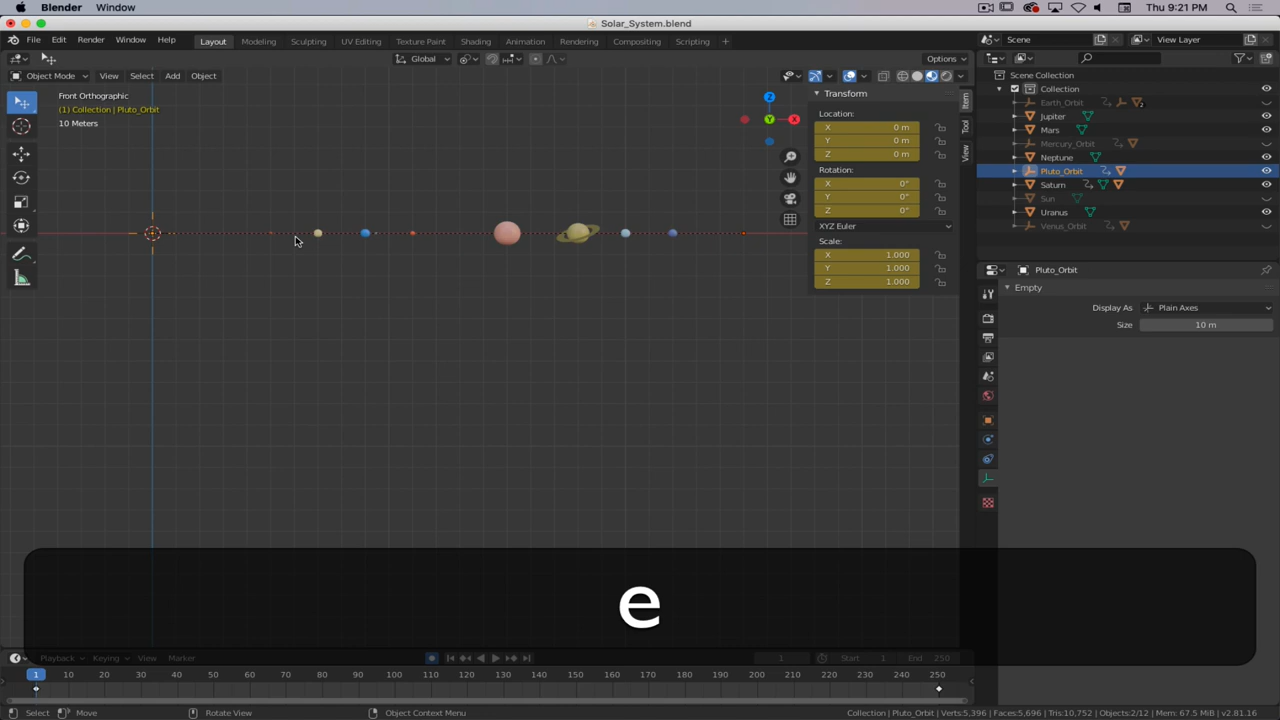 Blender Window
Thu 9:21 PM
Solar_System.blend
File Edit Render Window Help
Layout Modeling Sculpting UV Editing Texture Paint Shading Animation Rendering Compositing Scripting +
Scene
View Layer
Global
Options
Object Mode View Select Add Object
Front Orthographic
(1) Collection | Pluto_Orbit
10 Meters
Z
Y
X
Transform
Location:
X 0 m
Y 0 m
Z 0 m
Rotation:
X 0°
Y 0°
Z 0°
XYZ Euler
Scale:
X 1.000
Y 1.000
Z 1.000
Item
Tool
View
Scene Collection
Collection
Earth_Orbit 2
Jupiter
Mars
Mercury_Orbit
Neptune
Pluto_Orbit
Saturn
Sun
Uranus
Venus_Orbit
Pluto_Orbit
Empty
Display As Plain Axes
Size 10 m
e
Playback Keying View Marker
1 Start 1 End 250
1 10 20 30 40 50 60 70 80 90 100 110 120 130 140 150 160 170 180 190 200 210 220 230 240 250
Select Move Rotate View Object Context Menu
Collection | Pluto_Orbit | Verts:5,396 | Faces:5,696 | Tris:10,752 | Objects:2/12 | Mem: 67.5 MiB | v2.81.16